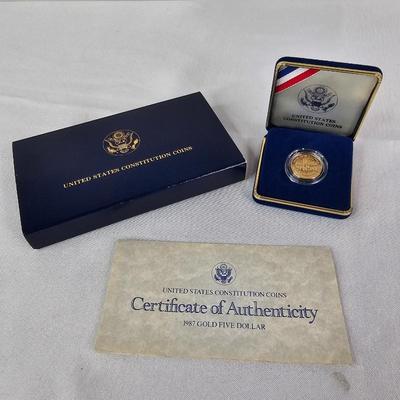 UNITED STATES CONSTITUTION COINS
UNITED STATES
CONSTITUTION COINS
UNITED STATES CONSTITUTION COINS
Certificate of Authenticity
1987 GOLD FIVE DOLLAR